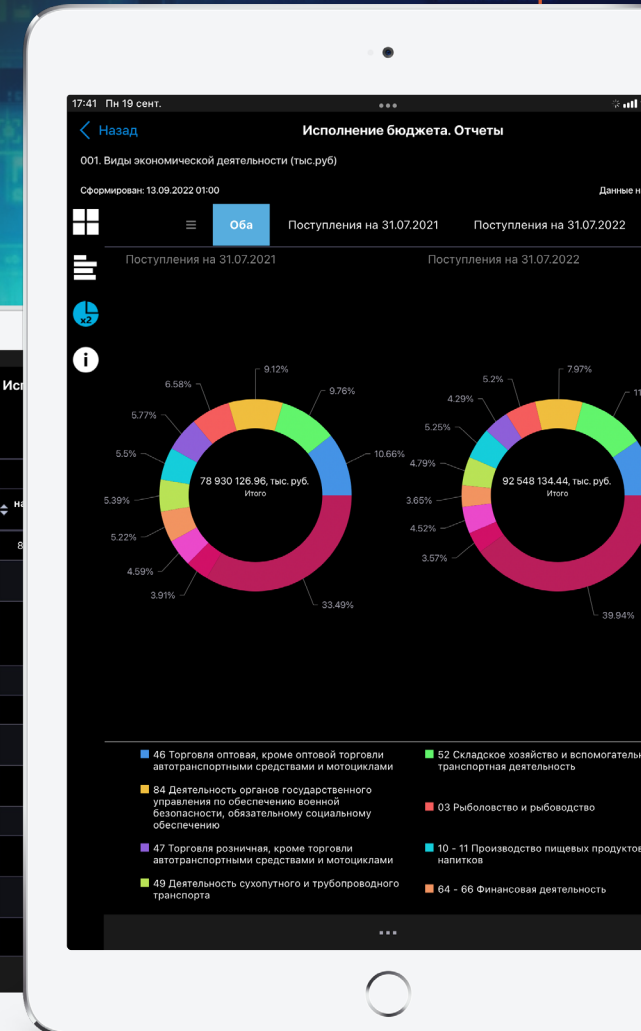 17:41 Пн 19 сент.
Назад
Исполнение бюджета. Отчеты
001. Виды экономической деятельности (тыс.руб)
Сформирован: 13.09.2022 01:00
Данные
Оба
Поступления на 31.07.2021
Поступления на 31.07.2022
Поступления на 31.07.2021
Поступления на 31.07.2022
x2
i
9.12%
6.58%
9.76%
5.77%
5.5%
10.66%
5.39%
5.22%
4.59%
3.91%
33.49%
78 930 126.96, тыс. руб.
Итого
7.97%
5.2%
4.29%
11
5.25%
4.79%
3.65%
4.52%
3.57%
39.94%
92 548 134.44, тыс. руб.
Итого
46 Торговля оптовая, кроме оптовой торговли
автотранспортными средствами и мотоциклами
52 Складское хозяйство и
транспортная деятельность
84 Деятельность органов государственного
управления по обеспечению военной
безопасности, обязательному социальному
обеспечению
03 Рыболовство и рыбоводство
47 Торговля розничная, кроме торговли
автотранспортными средствами и мотоциклами
10 - 11 Производство пищевых продуктов
напитков
49 Деятельность сухопутного и трубопроводного
транспорта
64 - 66 Финансовая деятельность
8